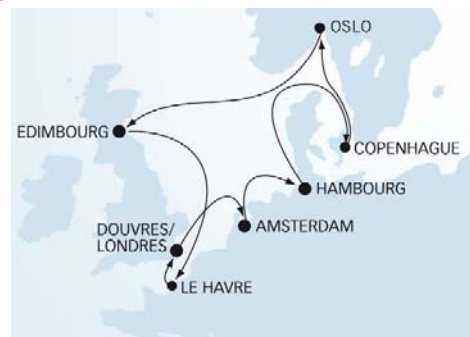 OSLO
EDIMBOURG
COPENHAGUE
HAMBOURG
DOUVRES/
LONDRES
AMSTERDAM
LE HAVRE